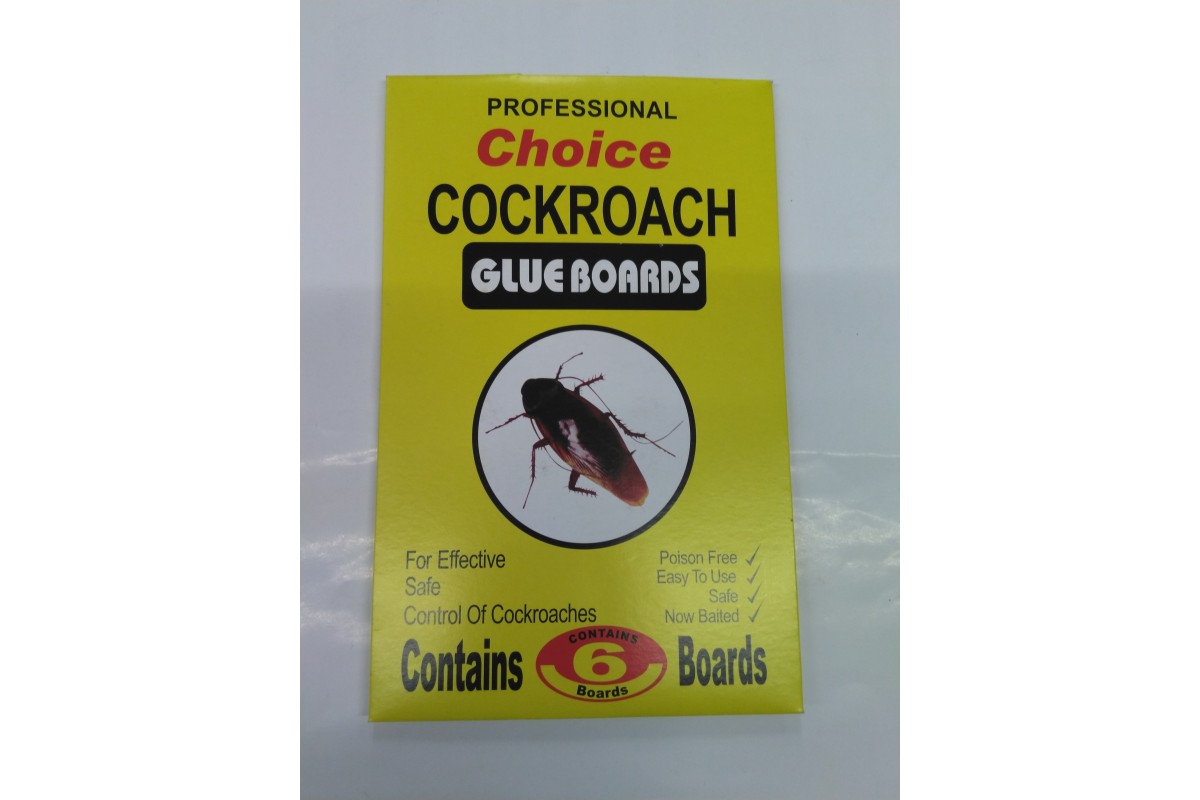 PROFESSIONAL
Choice
COCKROACH
GLUE BOARDS
For Effective
Safe
Control Of Cockroaches
Poison Free ✓
Easy To Use ✓
Safe ✓
Now Baited ✓
Contains
CONTAINS
6
Boards
Boards